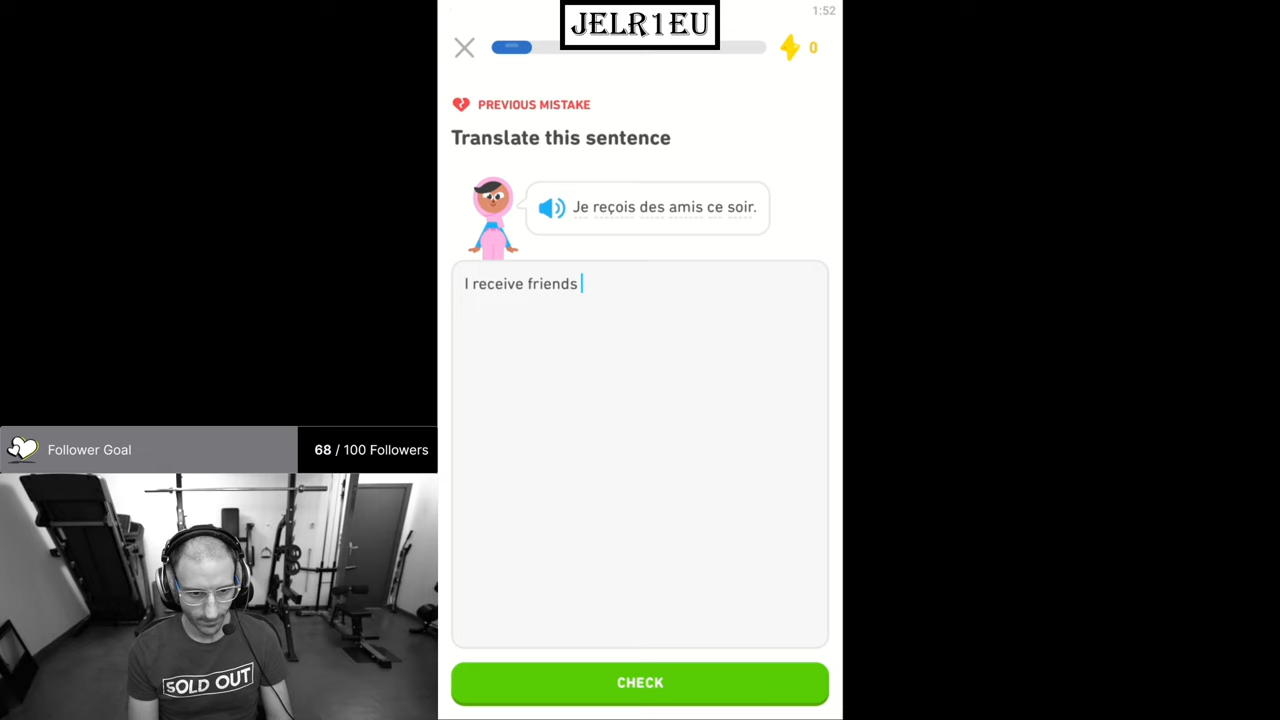 1:52
JELR1EU
0
PREVIOUS MISTAKE
Translate this sentence
Je reçois des amis ce soir.
I receive friends
Follower Goal
68 / 100 Followers
SOLD OUT
CHECK